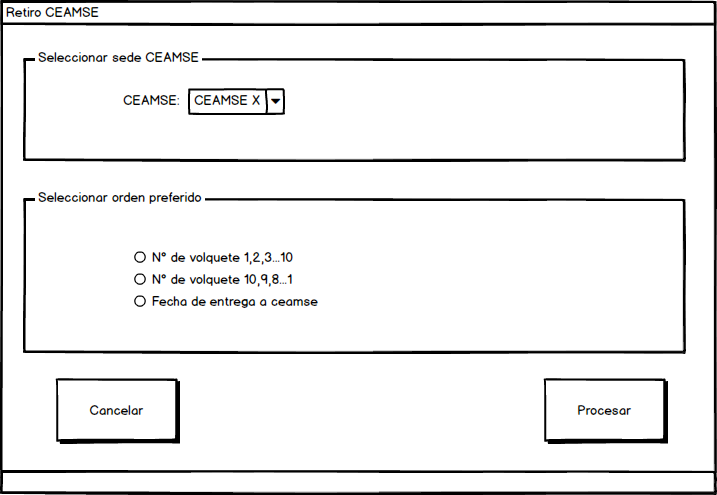 Retiro CEAMSE
Seleccionar sede CEAMSE
CEAMSE: CEAMSE X
Seleccionar orden preferido
N° de volquete 1,2,3...10
N° de volquete 10,9,8...1
Fecha de entrega a ceamse
Cancelar Procesar